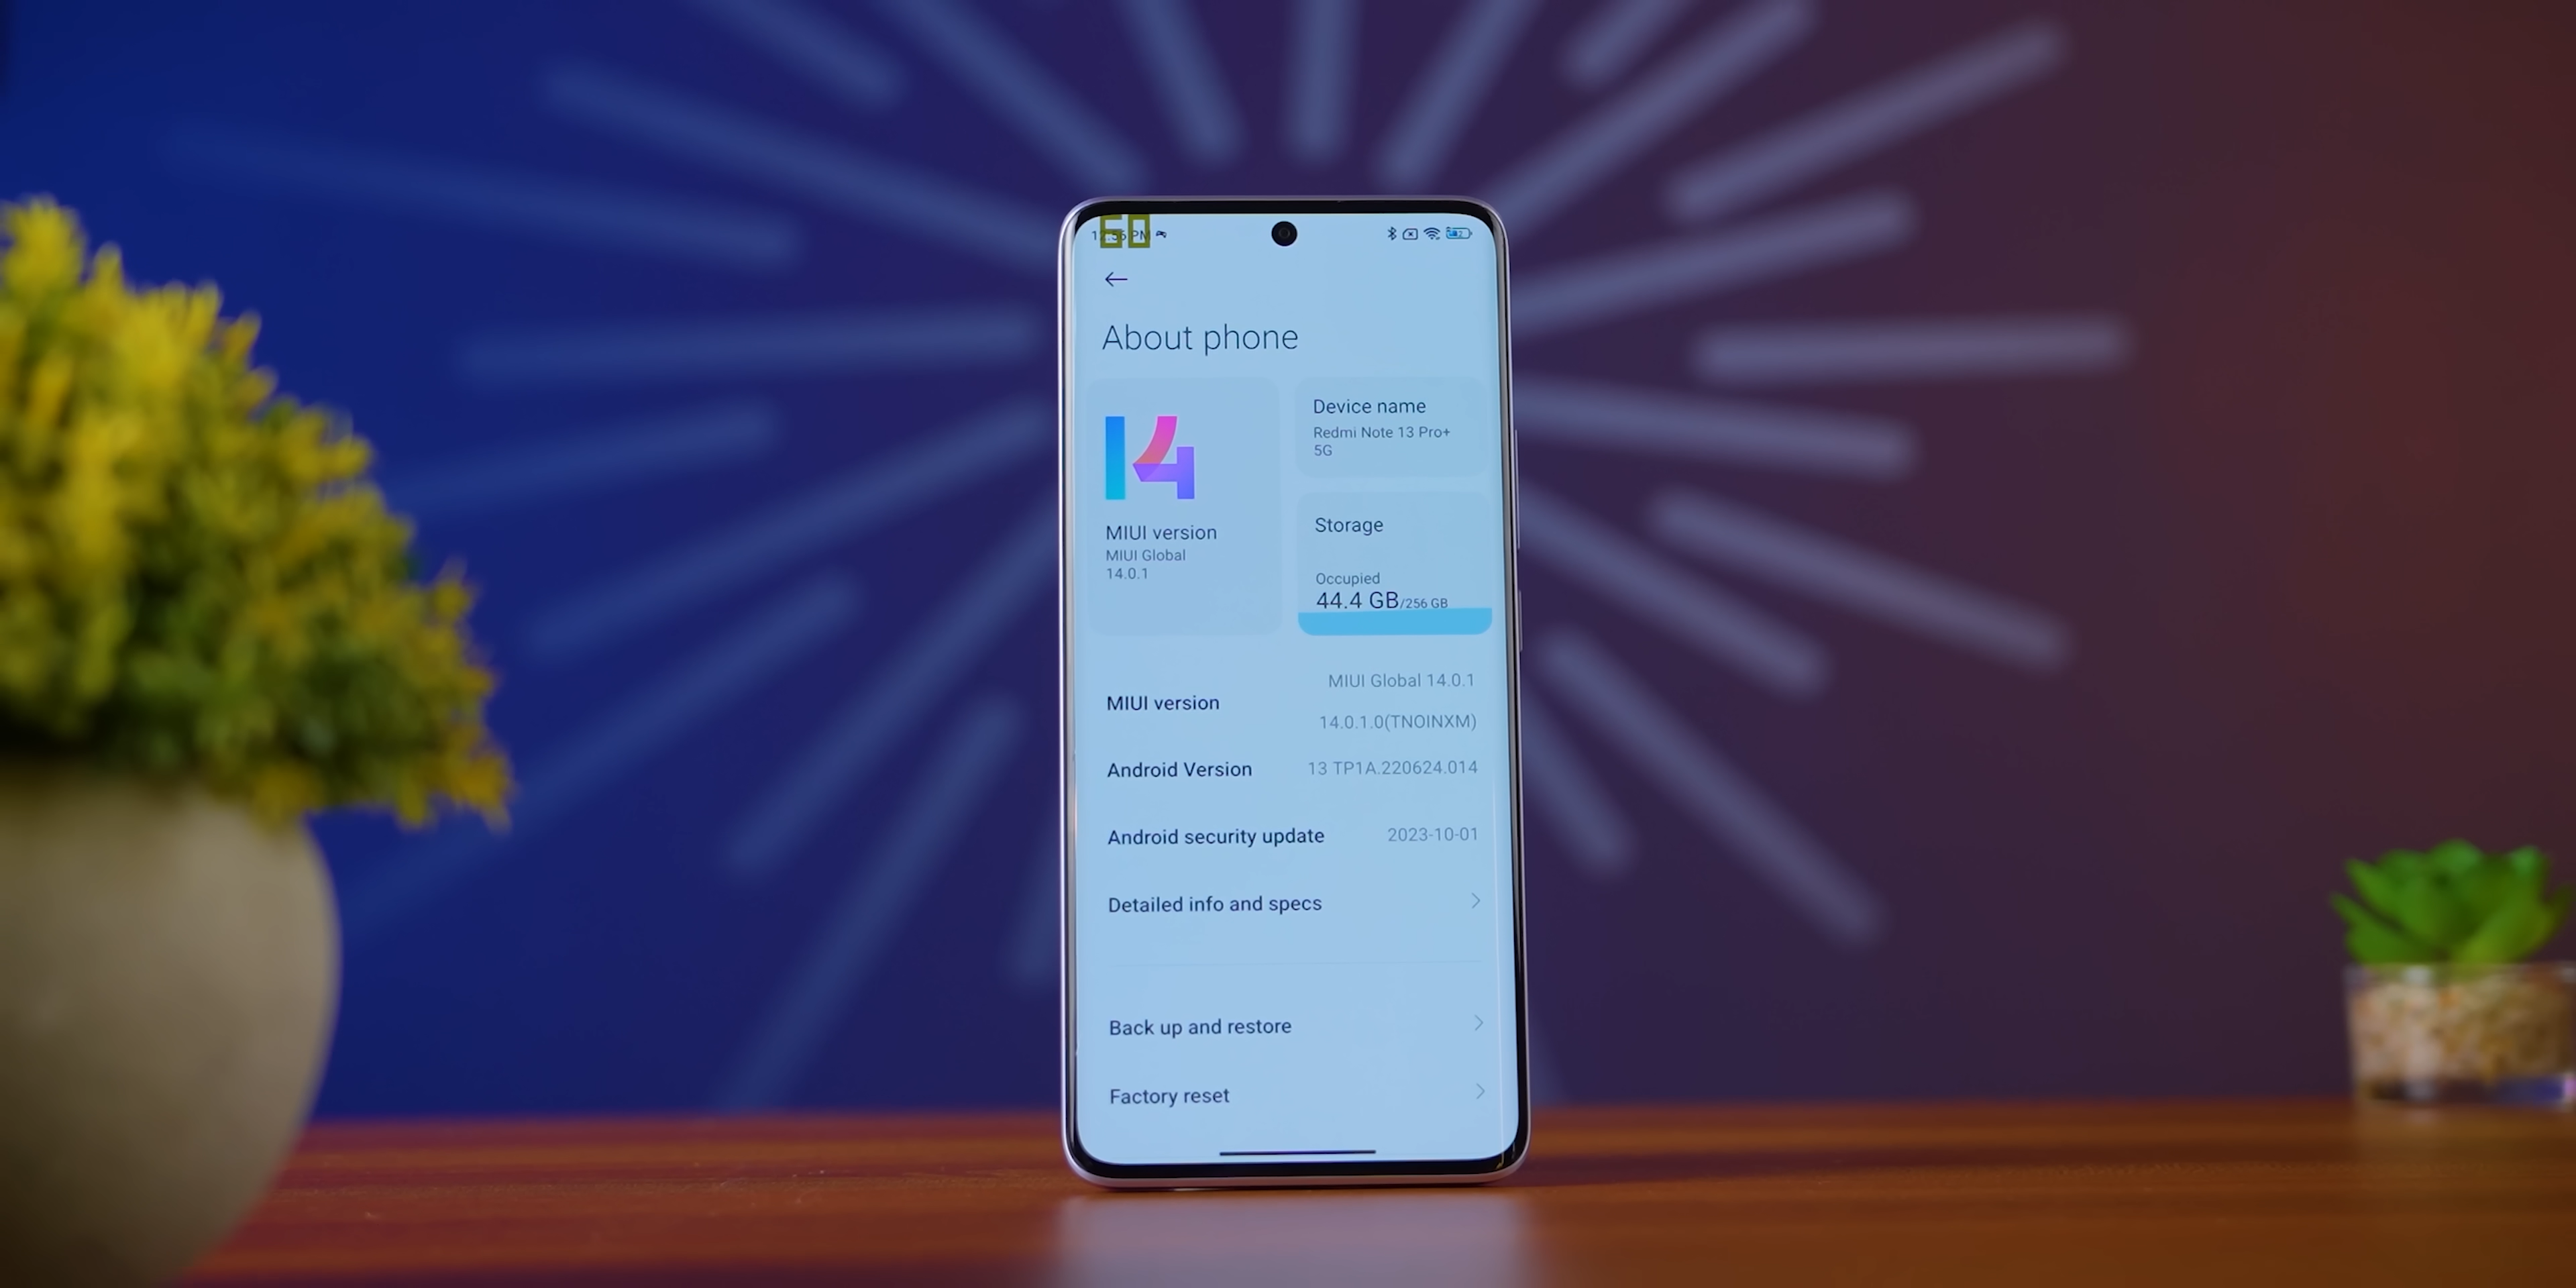 60
About phone
14
MIUI version
MIUI Global
14.0.1
Device name
Redmi Note 13 Pro+
5G
Storage
Occupied
44.4 GB/256 GB
MIUI version
MIUI Global 14.0.1
14.0.1.0(TNOINXM)
Android Version
13 TP1A.220624.014
Android security update
2023-10-01
Detailed info and specs
Back up and restore
Factory reset